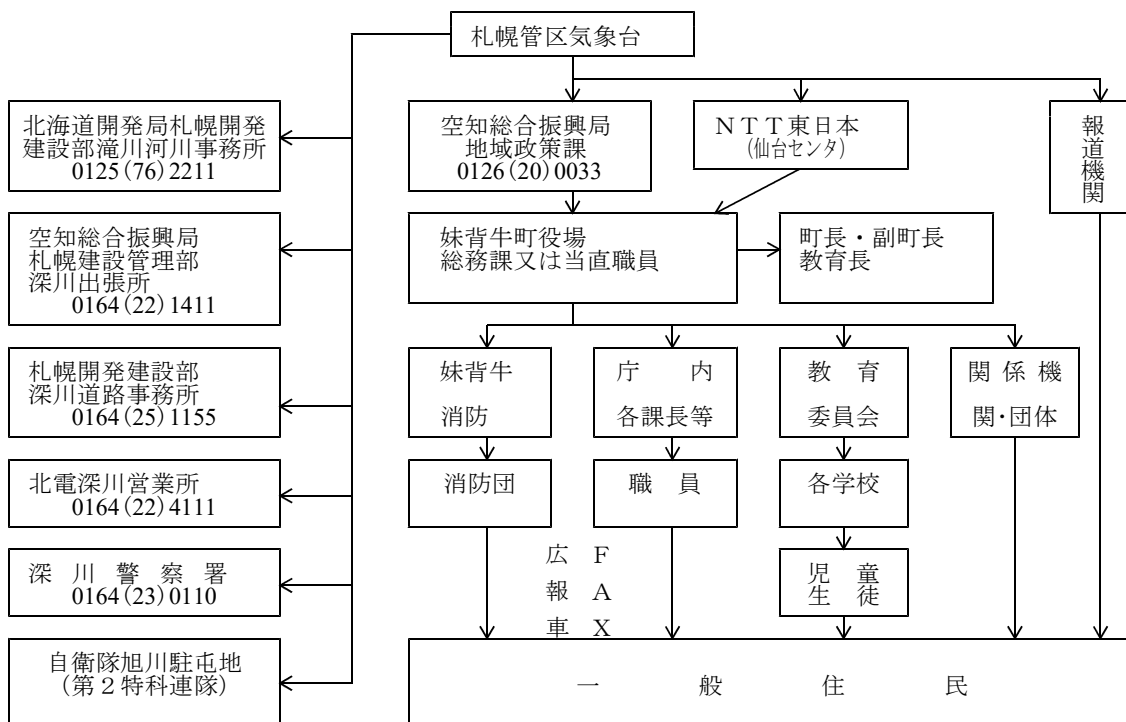 札幌管区気象台
北海道開発局札幌開発
建設部滝川河川事務所
0125(76)2211
空知総合振興局
地域政策課
0126(20)0033
ＮＴＴ東日本
(仙台センタ)
報道機関
空知総合振興局
札幌建設管理部
深川出張所
0164(22)1411
妹背牛町役場
総務課又は当直職員
町長・副町長
教育長
札幌開発建設部
深川道路事務所
0164(25)1155
妹背牛
消防
庁内
各課長等
教育
委員会
関係機
関・団体
北電深川営業所
0164(22)4111
消防団
職員
各学校
深川警察署
0164(23)0110
広報車
ＦＡＸ
児童
生徒
自衛隊旭川駐屯地
(第２特科連隊)
一般住民